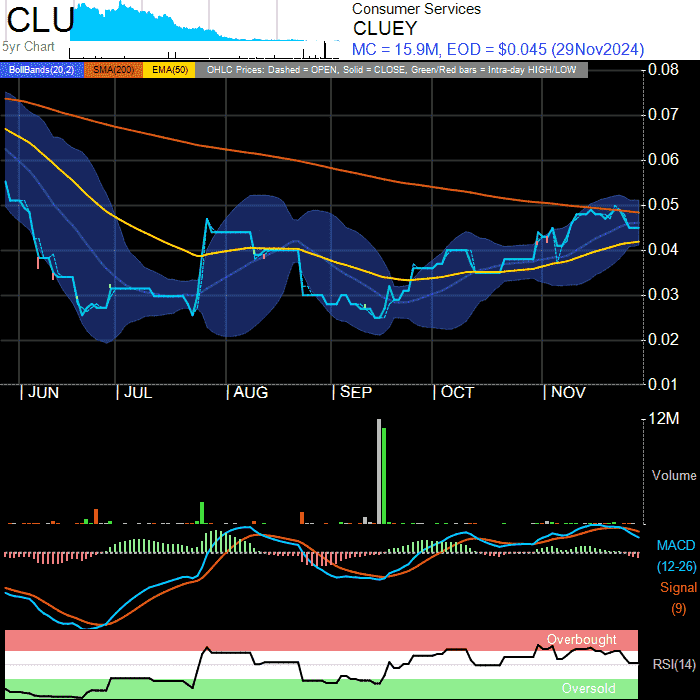 CLU
5yr Chart
Consumer Services
CLUEY
MC = 15.9M, EOD = $0.045 (29Nov2024)
BollBands(20,2) SMA(200) EMA(50) OHLC Prices: Dashed = OPEN, Solid = CLOSE, Green/Red bars = Intra-day HIGH/LOW
0.08
0.07
0.06
0.05
0.04
0.03
0.02
0.01
JUN JUL AUG SEP OCT NOV
12M
Volume
MACD
(12-26)
Signal
(9)
Overbought
RSI(14)
Oversold